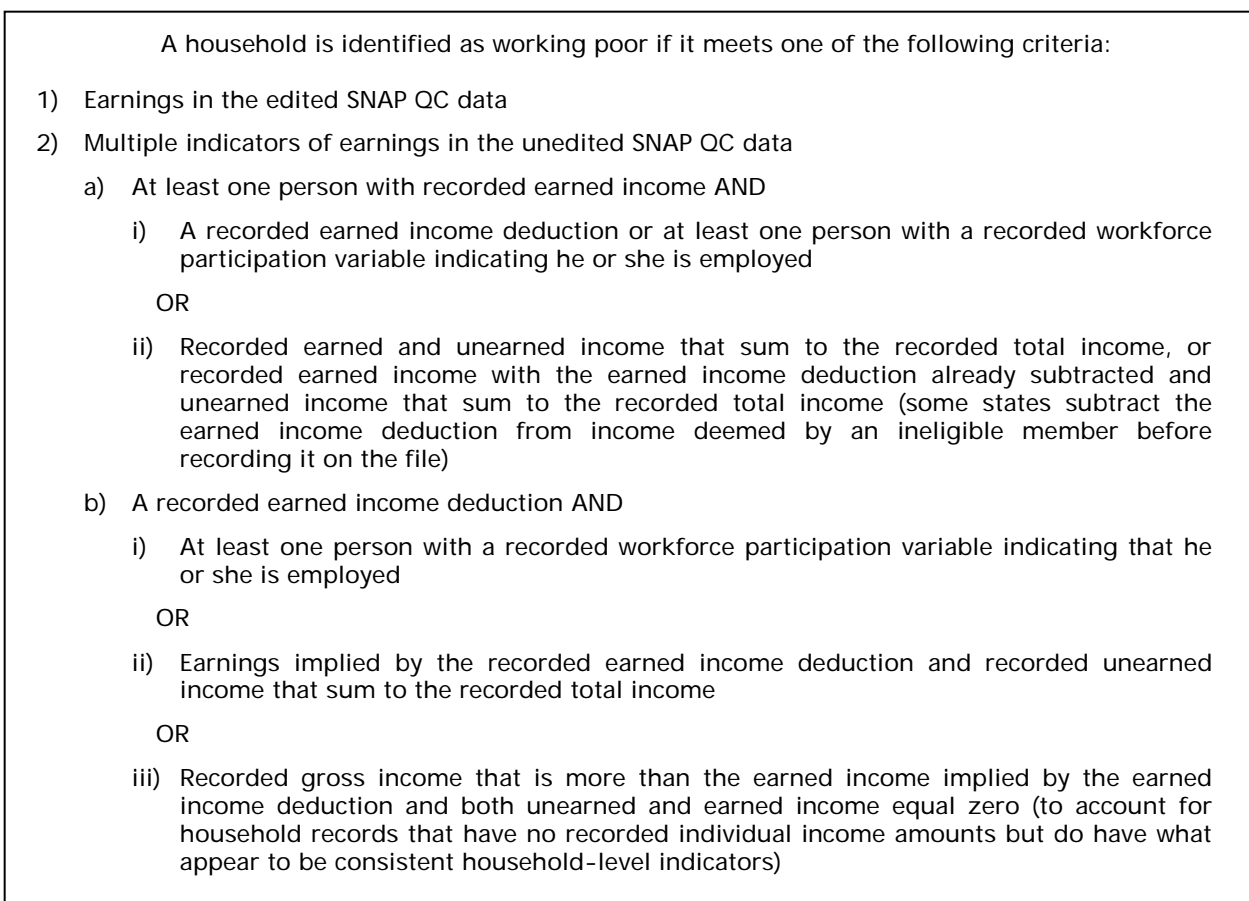 A household is identified as working poor if it meets one of the following criteria:
1) Earnings in the edited SNAP QC data
2) Multiple indicators of earnings in the unedited SNAP QC data
a) At least one person with recorded earned income AND
i) A recorded earned income deduction or at least one person with a recorded workforce
participation variable indicating he or she is employed
OR
ii) Recorded earned and unearned income that sum to the recorded total income, or
recorded earned income with the earned income deduction already subtracted and
unearned income that sum to the recorded total income (some states subtract the
earned income deduction from income deemed by an ineligible member before
recording it on the file)
b) A recorded earned income deduction AND
i) At least one person with a recorded workforce participation variable indicating that he
or she is employed
OR
ii) Earnings implied by the recorded earned income deduction and recorded unearned
income that sum to the recorded total income
OR
iii) Recorded gross income that is more than the earned income implied by the earned
income deduction and both unearned and earned income equal zero (to account for
household records that have no recorded individual income amounts but do have what
appear to be consistent household-level indicators)